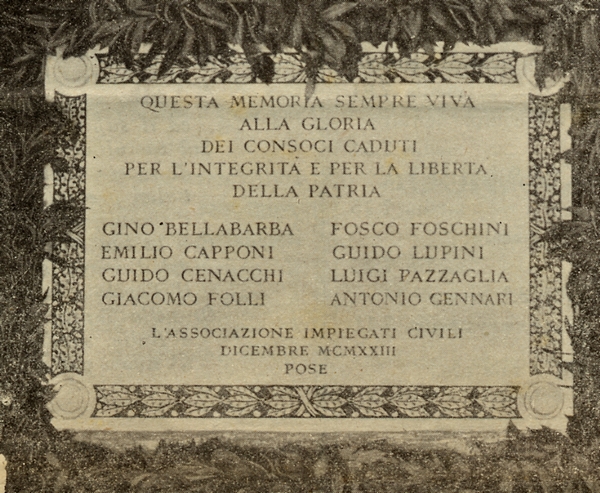 QUESTA MEMORIA SEMPRE VIVA
ALLA GLORIA
DEI CONSOCI CADUTI
PER L'INTEGRITÀ E PER LA LIBERTA
DELLA PATRIA
GINO BELLABARBA FOSCO FOSCHINI
EMILIO CAPPONI GUIDO LUPINI
GUIDO CENACCHI LUIGI PAZZAGLIA
GIACOMO FOLLI ANTONIO GENNARI
L'ASSOCIAZIONE IMPIEGATI CIVILI
DICEMBRE MCMXXIII
POSE